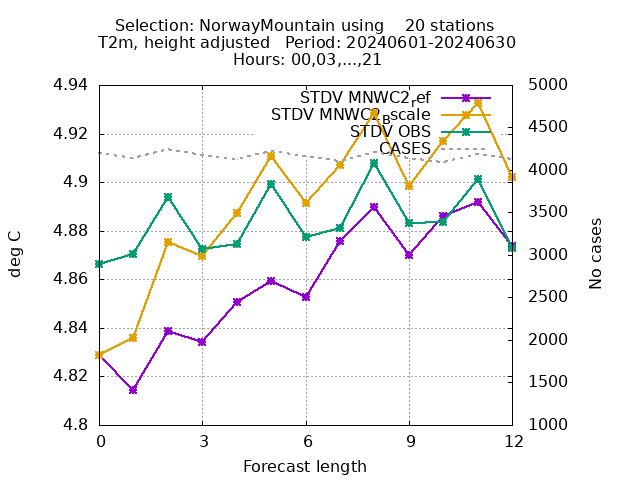 Selection: NorwayMountain using    20 stations
T2m, height adjusted   Period: 20240601-20240630
Hours: 00,03,...,21
STDV MNWC2ref
STDV MNWC2Bscale
STDV OBS
CASES
4.94
4.92
4.9
4.88
4.86
4.84
4.82
4.8
5000
4500
4000
3500
3000
2500
2000
1500
1000
deg C
No cases
0 3 6 9 12
Forecast length